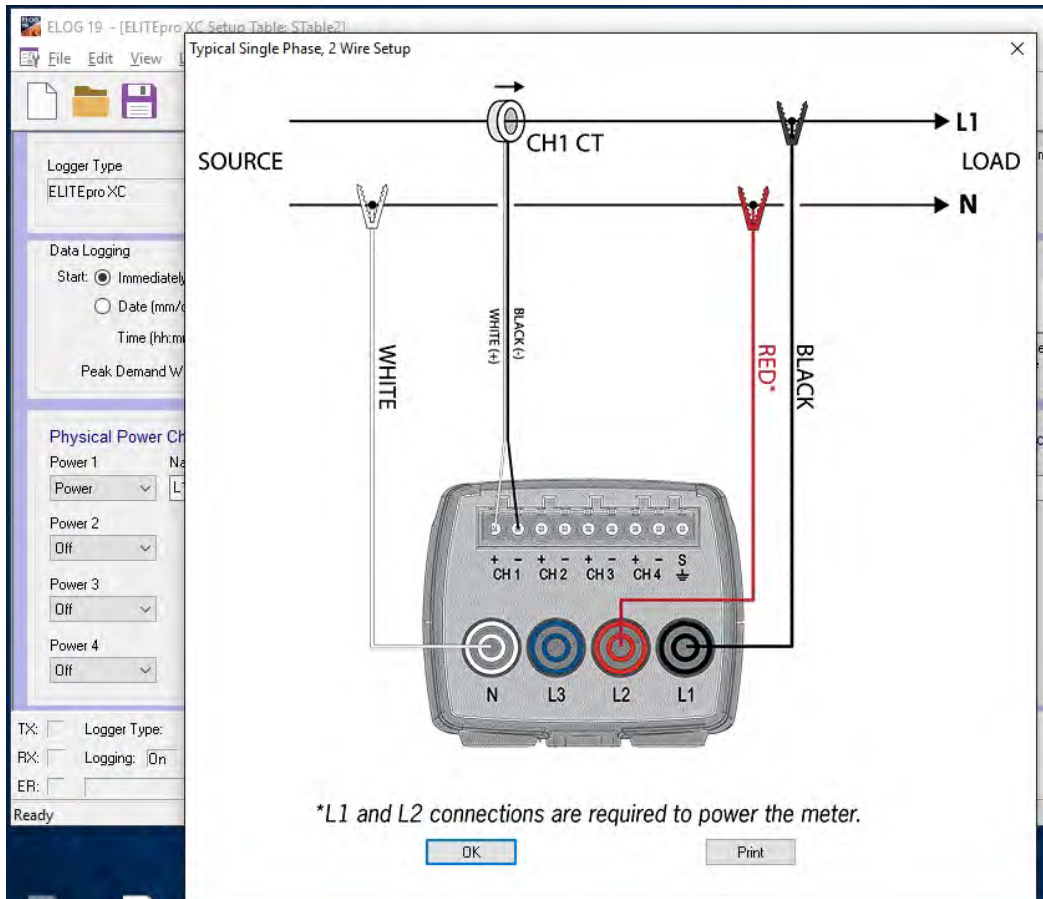 ELOG 19 - [ELITEpro XC Setup Table: STable2]
File Edit View
Typical Single Phase, 2 Wire Setup
Logger Type
ELITEpro XC
Data Logging
Start: Immediately
Date (mm/
Time (hh:m
Peak Demand W
Physical Power Ch
Power 1 Na
Power L
Power 2
Off
Power 3
Off
Power 4
Off
TX: Logger Type:
RX: Logging: On
ER:
Ready
CH1 CT
L1
SOURCE
LOAD
N
WHITE
WHITE (+)
BLACK (-)
RED*
BLACK
+ - + - + - + - S
CH 1 CH 2 CH 3 CH 4
N L3 L2 L1
*L1 and L2 connections are required to power the meter.
OK Print